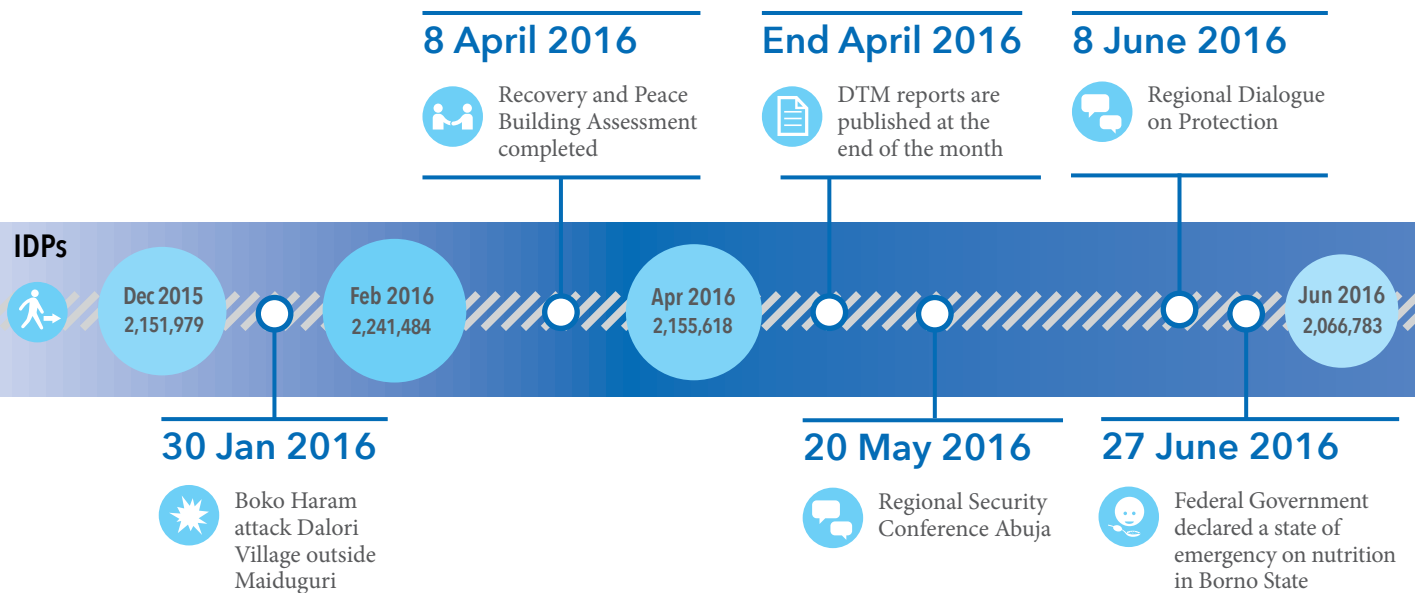 8 April 2016
Recovery and Peace
Building Assessment
completed
End April 2016
DTM reports are
published at the
end of the month
8 June 2016
Regional Dialogue
on Protection
IDPs
Dec 2015
2,151,979
Feb 2016
2,241,484
Apr 2016
2,155,618
Jun 2016
2,066,783
30 Jan 2016
Boko Haram
attack Dalori
Village outside
Maiduguri
20 May 2016
Regional Security
Conference Abuja
27 June 2016
Federal Government
declared a state of
emergency on nutrition
in Borno State